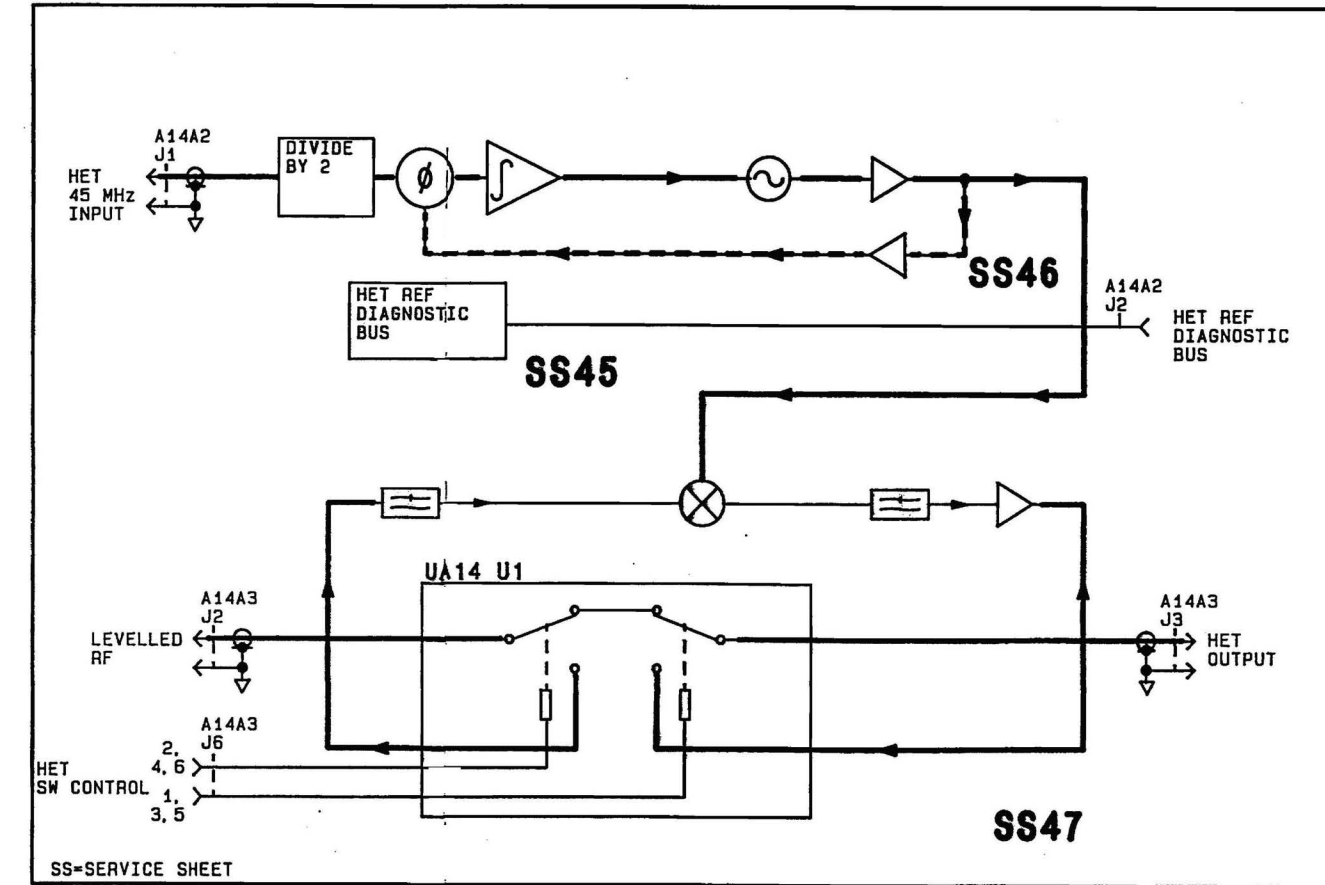 A14A2
J1
HET
45 MHz
INPUT
DIVIDE
BY 2
ø
SS46
HET REF
DIAGNOSTIC
BUS
SS45
A14A2
J2
HET REF
DIAGNOSTIC
BUS
UA14 U1
A14A3
J2
LEVELLED
RF
A14A3
J3
HET
OUTPUT
A14A3
J6
2,
4,6
HET
SW CONTROL
1,
3,5
SS47
SS=SERVICE SHEET